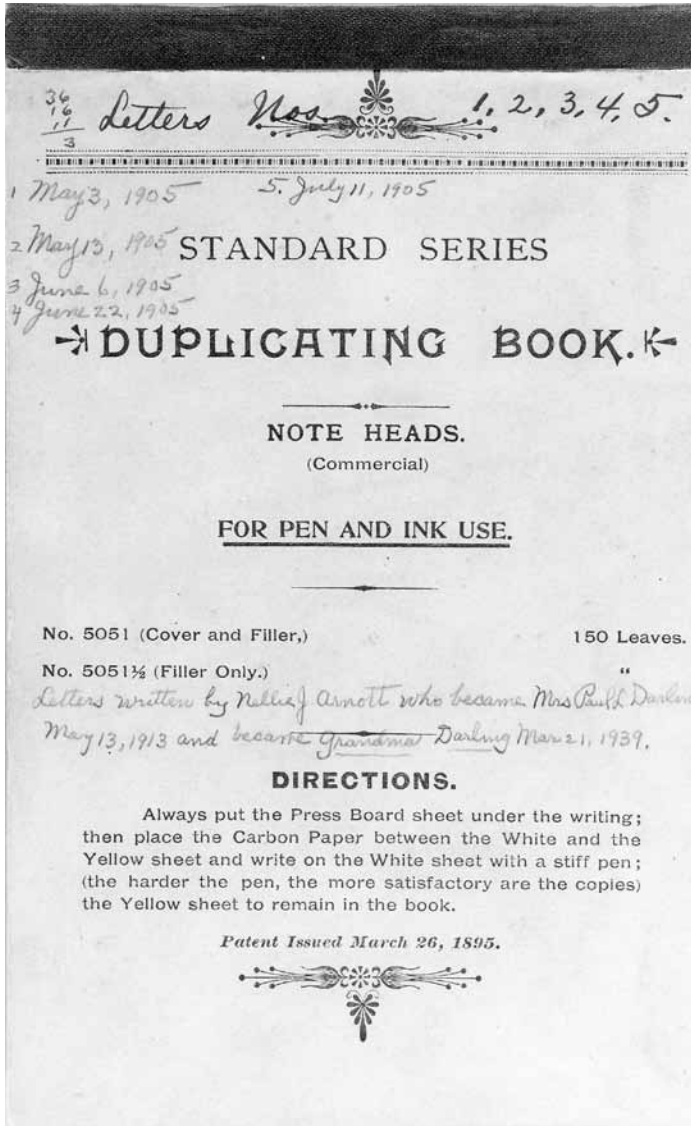 36
16
11
3
Letters Nos. 1, 2, 3, 4, 5.
1 May 3, 1905
5. July 11, 1905
2 May 13, 1905
STANDARD SERIES
3 June 6, 1905
4 June 22, 1905
DUPLICATING BOOK.
NOTE HEADS.
(Commercial)
FOR PEN AND INK USE.
No. 5051 (Cover and Filler,) 150 Leaves.
No. 5051½ (Filler Only.) "
Letters written by Nellie J Arnott who became Mrs Paul L Darlin
May 13, 1913 and became Grandma Darling Mar 21, 1939.
DIRECTIONS.
Always put the Press Board sheet under the writing;
then place the Carbon Paper between the White and the
Yellow sheet and write on the White sheet with a stiff pen;
(the harder the pen, the more satisfactory are the copies)
the Yellow sheet to remain in the book.
Patent Issued March 26, 1895.